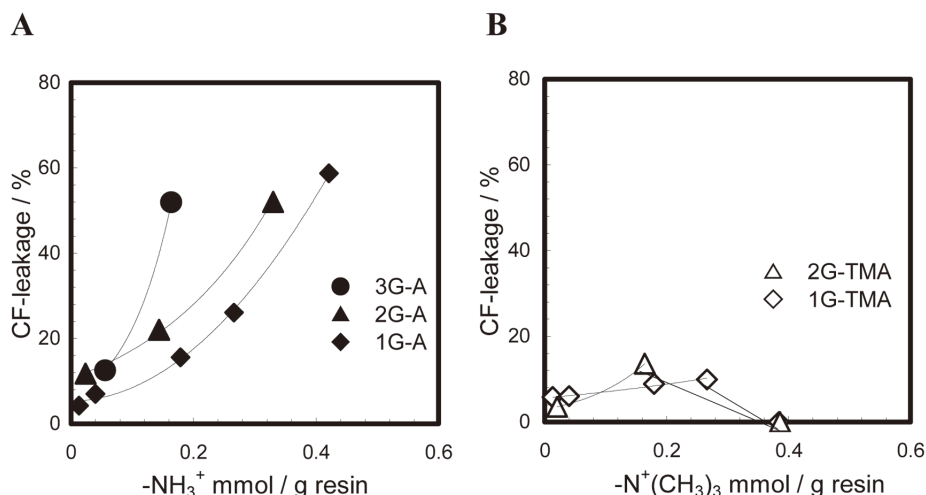 A
B
80
60
40
20
0
0
0.2
0.4
0.6
CF-leakage / %
-NH₃⁺ mmol / g resin
3G-A
2G-A
1G-A
80
60
40
20
0
0
0.2
0.4
0.6
CF-leakage / %
-N⁺(CH₃)₃ mmol / g resin
2G-TMA
1G-TMA